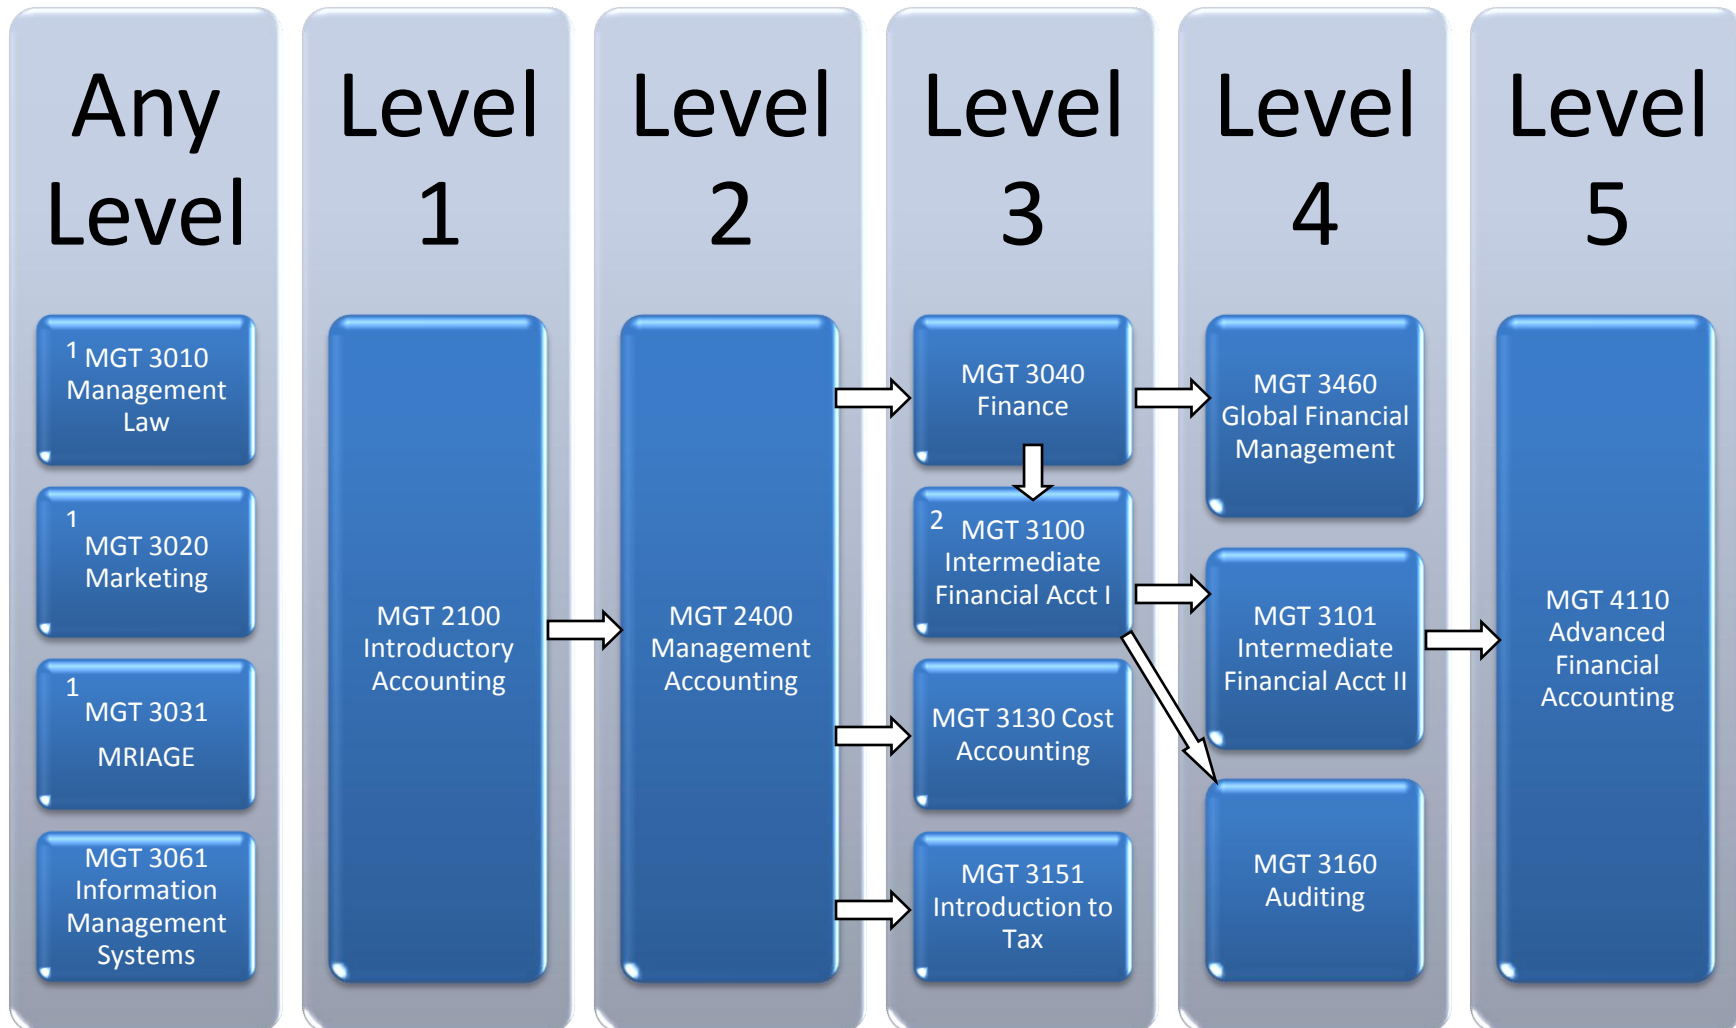 Any
Level
1
MGT 3010
Management
Law
1
MGT 3020
Marketing
1
MGT 3031
MRIAGE
MGT 3061
Information
Management
Systems
Level
1
MGT 2100
Introductory
Accounting
Level
2
MGT 2400
Management
Accounting
Level
3
MGT 3040
Finance
2
MGT 3100
Intermediate
Financial Acct I
MGT 3130 Cost
Accounting
MGT 3151
Introduction to
Tax
Level
4
MGT 3460
Global Financial
Management
MGT 3101
Intermediate
Financial Acct II
MGT 3160
Auditing
Level
5
MGT 4110
Advanced
Financial
Accounting